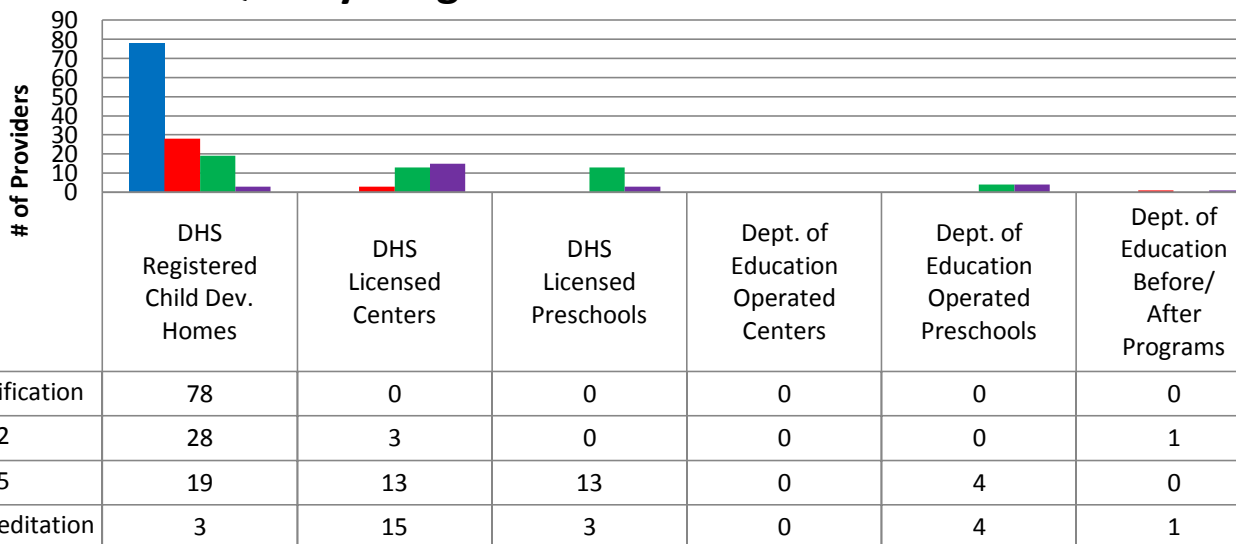 90
80
70
60
50
40
30
20
10
0
# of Providers
DHS
Registered
Child Dev.
Homes
DHS
Licensed
Centers
DHS
Licensed
Preschools
Dept. of
Education
Operated
Centers
Dept. of
Education
Operated
Preschools
Dept. of
Education
Before/
After
Programs
ification 78 0 0 0 0 0
2 28 3 0 0 0 1
5 19 13 13 0 4 0
editation 3 15 3 0 4 1